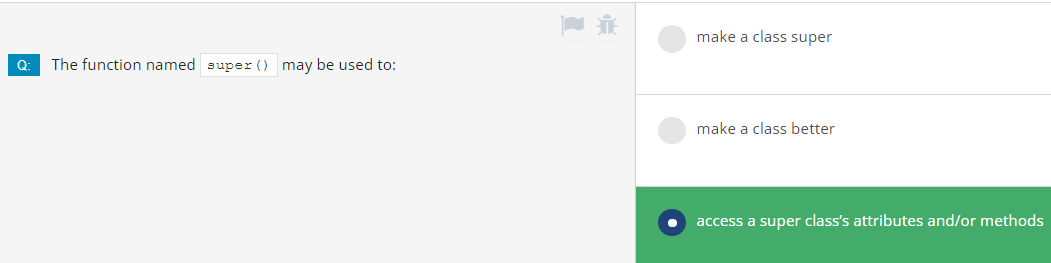 Q: The function named super() may be used to:
make a class super
make a class better
access a super class’s attributes and/or methods